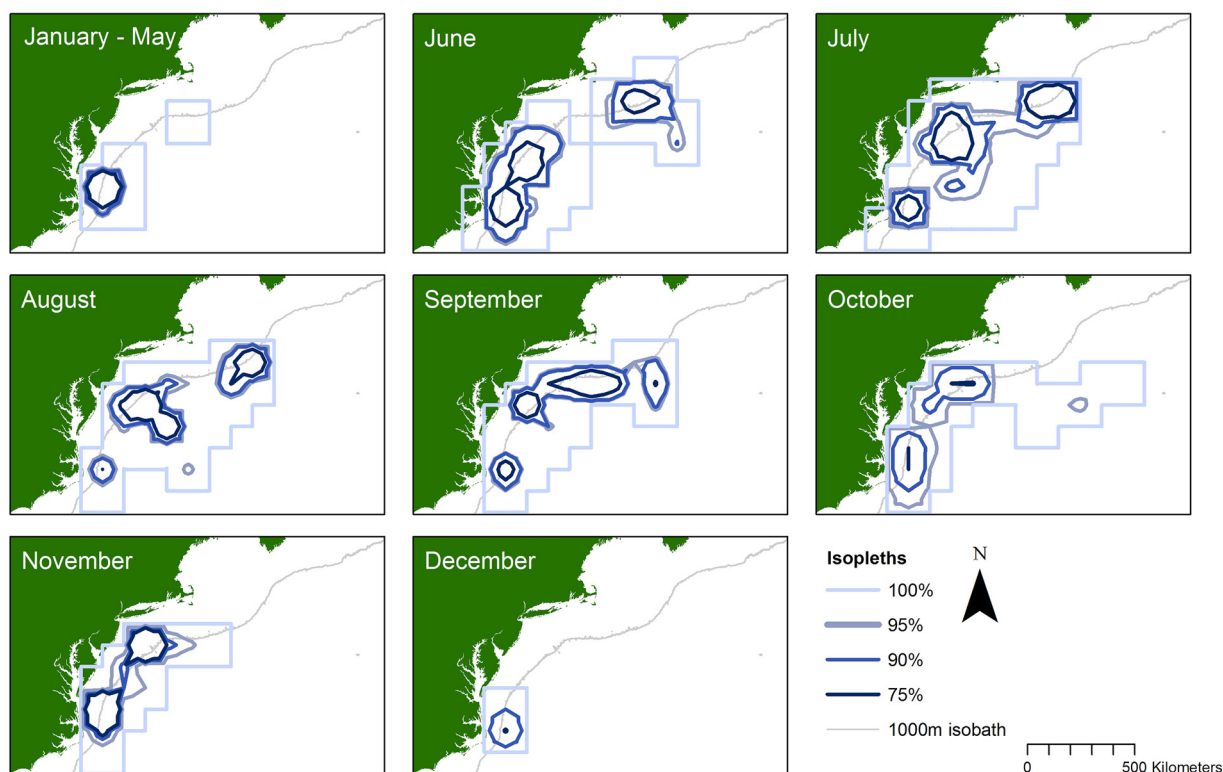 January - May
June
July
August
September
October
November
December
Isopleths
100%
95%
90%
75%
1000m isobath
N
0 500 Kilometers